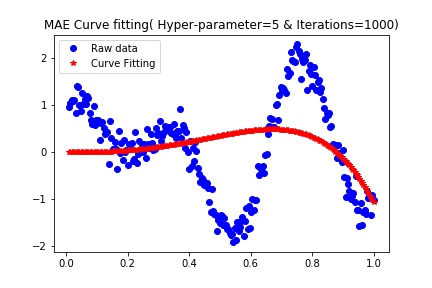 MAE Curve fitting( Hyper-parameter=5 & Iterations=1000)
Raw data
Curve Fitting
2
1
0
−1
−2
0.0 0.2 0.4 0.6 0.8 1.0